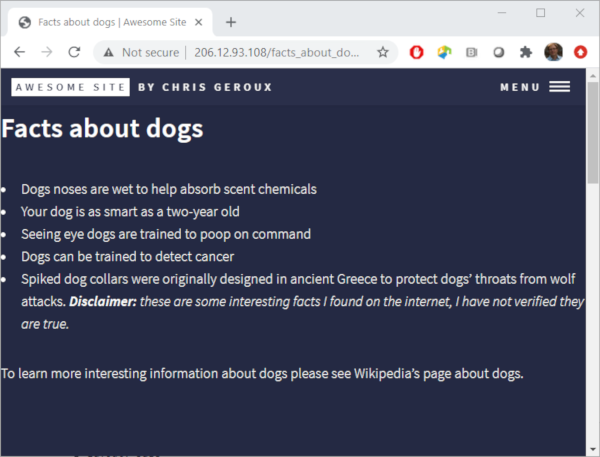 Facts about dogs | Awesome Site
Not secure | 206.12.93.108/facts_about_do...
AWESOME SITE BY CHRIS GEROUX
MENU
Facts about dogs
Dogs noses are wet to help absorb scent chemicals
Your dog is as smart as a two-year old
Seeing eye dogs are trained to poop on command
Dogs can be trained to detect cancer
Spiked dog collars were originally designed in ancient Greece to protect dogs’ throats from wolf
attacks. Disclaimer: these are some interesting facts I found on the internet, I have not verified they
are true.
To learn more interesting information about dogs please see Wikipedia’s page about dogs.